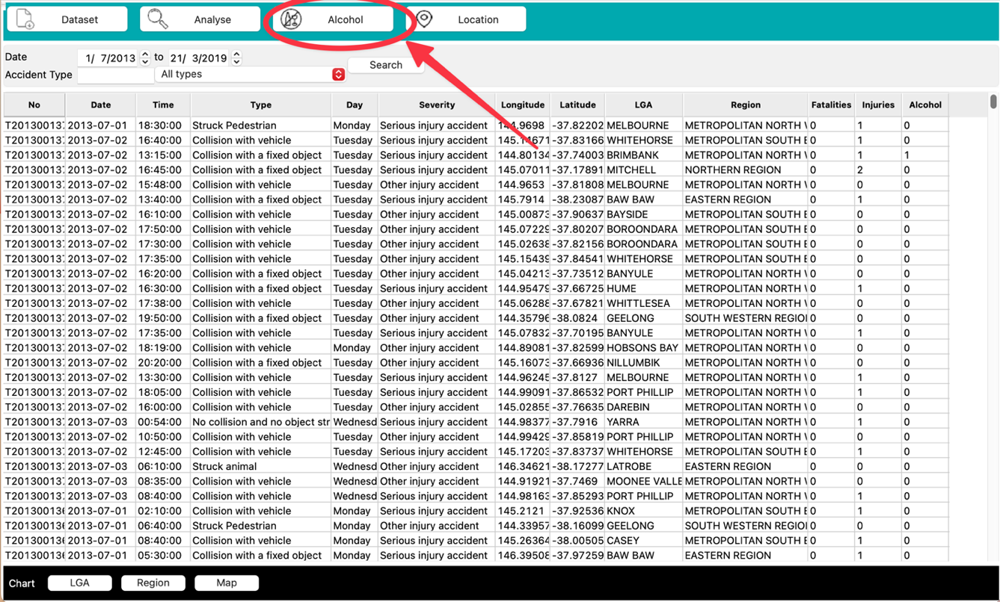 Dataset Analyse Alcohol Location
Date 1/ 7/2013 to 21/ 3/2019
Search
Accident Type All types
No Date Time Type Day Severity Longitude Latitude LGA Region Fatalities Injuries Alcohol
T201300137 2013-07-01 18:30:00 Struck Pedestrian Monday Serious injury accident 144.9698 -37.82202 MELBOURNE METROPOLITAN NORTH 0 1 0
T201300137 2013-07-02 16:40:00 Collision with vehicle Tuesday Serious injury accident 145.14671 -37.83166 WHITEHORSE METROPOLITAN SOUTH E 0 1 0
T201300137 2013-07-02 13:15:00 Collision with a fixed object Tuesday Serious injury accident 144.80134 -37.74003 BRIMBANK METROPOLITAN NORTH 0 1 1
T201300137 2013-07-02 16:45:00 Collision with a fixed object Tuesday Serious injury accident 145.07011 -37.17891 MITCHELL NORTHERN REGION 0 2 0
T201300137 2013-07-02 15:48:00 Collision with vehicle Tuesday Other injury accident 144.9653 -37.81808 MELBOURNE METROPOLITAN NORTH 0 0 0
T201300137 2013-07-02 13:40:00 Collision with a fixed object Tuesday Serious injury accident 145.7914 -38.23087 BAW BAW EASTERN REGION 0 1 0
T201300137 2013-07-02 16:10:00 Collision with vehicle Tuesday Other injury accident 145.00873 -37.90637 BAYSIDE METROPOLITAN SOUTH E 0 0 0
T201300137 2013-07-02 17:50:00 Collision with vehicle Tuesday Other injury accident 145.07229 -37.80207 BOROONDARA METROPOLITAN SOUTH E 0 0 0
T201300137 2013-07-02 17:30:00 Collision with vehicle Tuesday Other injury accident 145.02638 -37.82156 BOROONDARA METROPOLITAN SOUTH E 0 0 0
T201300137 2013-07-02 17:35:00 Collision with vehicle Tuesday Other injury accident 145.15439 -37.84541 WHITEHORSE METROPOLITAN SOUTH E 0 0 0
T201300137 2013-07-02 16:20:00 Collision with a fixed object Tuesday Other injury accident 145.04213 -37.73512 BANYULE METROPOLITAN NORTH 0 0 0
T201300137 2013-07-02 16:30:00 Collision with a fixed object Tuesday Serious injury accident 144.95479 -37.66725 HUME METROPOLITAN NORTH 0 1 0
T201300137 2013-07-02 17:38:00 Collision with vehicle Tuesday Other injury accident 145.06288 -37.67821 WHITTLESEA METROPOLITAN NORTH 0 0 0
T201300137 2013-07-02 19:50:00 Collision with a fixed object Tuesday Other injury accident 144.35796 -38.0824 GEELONG SOUTH WESTERN REGIO 0 0 0
T201300137 2013-07-02 17:35:00 Collision with vehicle Tuesday Serious injury accident 145.07832 -37.70195 BANYULE METROPOLITAN NORTH 0 1 0
T201300137 2013-07-02 18:19:00 Collision with vehicle Monday Other injury accident 144.89081 -37.82599 HOBSONS BAY METROPOLITAN NORTH 0 0 0
T201300137 2013-07-02 20:20:00 Collision with a fixed object Tuesday Other injury accident 145.16073 -37.66936 NILLUMBIK METROPOLITAN NORTH 0 0 0
T201300137 2013-07-02 13:30:00 Collision with vehicle Tuesday Serious injury accident 144.96245 -37.8127 MELBOURNE METROPOLITAN NORTH 0 1 0
T201300137 2013-07-02 18:05:00 Collision with vehicle Tuesday Serious injury accident 144.99091 -37.86532 PORT PHILLIP METROPOLITAN NORTH 0 1 0
T201300137 2013-07-02 16:00:00 Collision with vehicle Tuesday Other injury accident 145.02855 -37.76635 DAREBIN METROPOLITAN NORTH 0 0 0
T201300137 2013-07-03 00:54:00 No collision and no object str Wednesd Serious injury accident 144.98377 -37.7916 YARRA METROPOLITAN NORTH 0 1 0
T201300137 2013-07-02 10:50:00 Collision with vehicle Tuesday Other injury accident 144.99429 -37.85819 PORT PHILLIP METROPOLITAN NORTH 0 0 0
T201300137 2013-07-02 12:45:00 Collision with vehicle Tuesday Serious injury accident 145.17203 -37.83737 WHITEHORSE METROPOLITAN SOUTH E 0 1 0
T201300137 2013-07-03 06:10:00 Struck animal Wednesd Other injury accident 146.34621 -38.17277 LATROBE EASTERN REGION 0 0 0
T201300137 2013-07-03 08:35:00 Collision with vehicle Wednesd Other injury accident 144.91921 -37.7469 MOONEE VALLE METROPOLITAN NORTH 0 0 0
T201300137 2013-07-03 08:40:00 Collision with vehicle Wednesd Serious injury accident 144.98163 -37.85293 PORT PHILLIP METROPOLITAN NORTH 0 1 0
T201300136 2013-07-01 02:10:00 Collision with vehicle Monday Serious injury accident 145.2121 -37.92536 KNOX METROPOLITAN SOUTH E 0 1 0
T201300136 2013-07-01 06:40:00 Struck Pedestrian Monday Other injury accident 144.33957 -38.16099 GEELONG SOUTH WESTERN REGIO 0 0 0
T201300136 2013-07-01 08:40:00 Collision with vehicle Monday Serious injury accident 145.26364 -38.00505 CASEY METROPOLITAN SOUTH E 0 1 0
T201300136 2013-07-01 05:30:00 Collision with a fixed object Monday Serious injury accident 146.39508 -37.97259 BAW BAW EASTERN REGION 0 1 0
Chart LGA Region Map